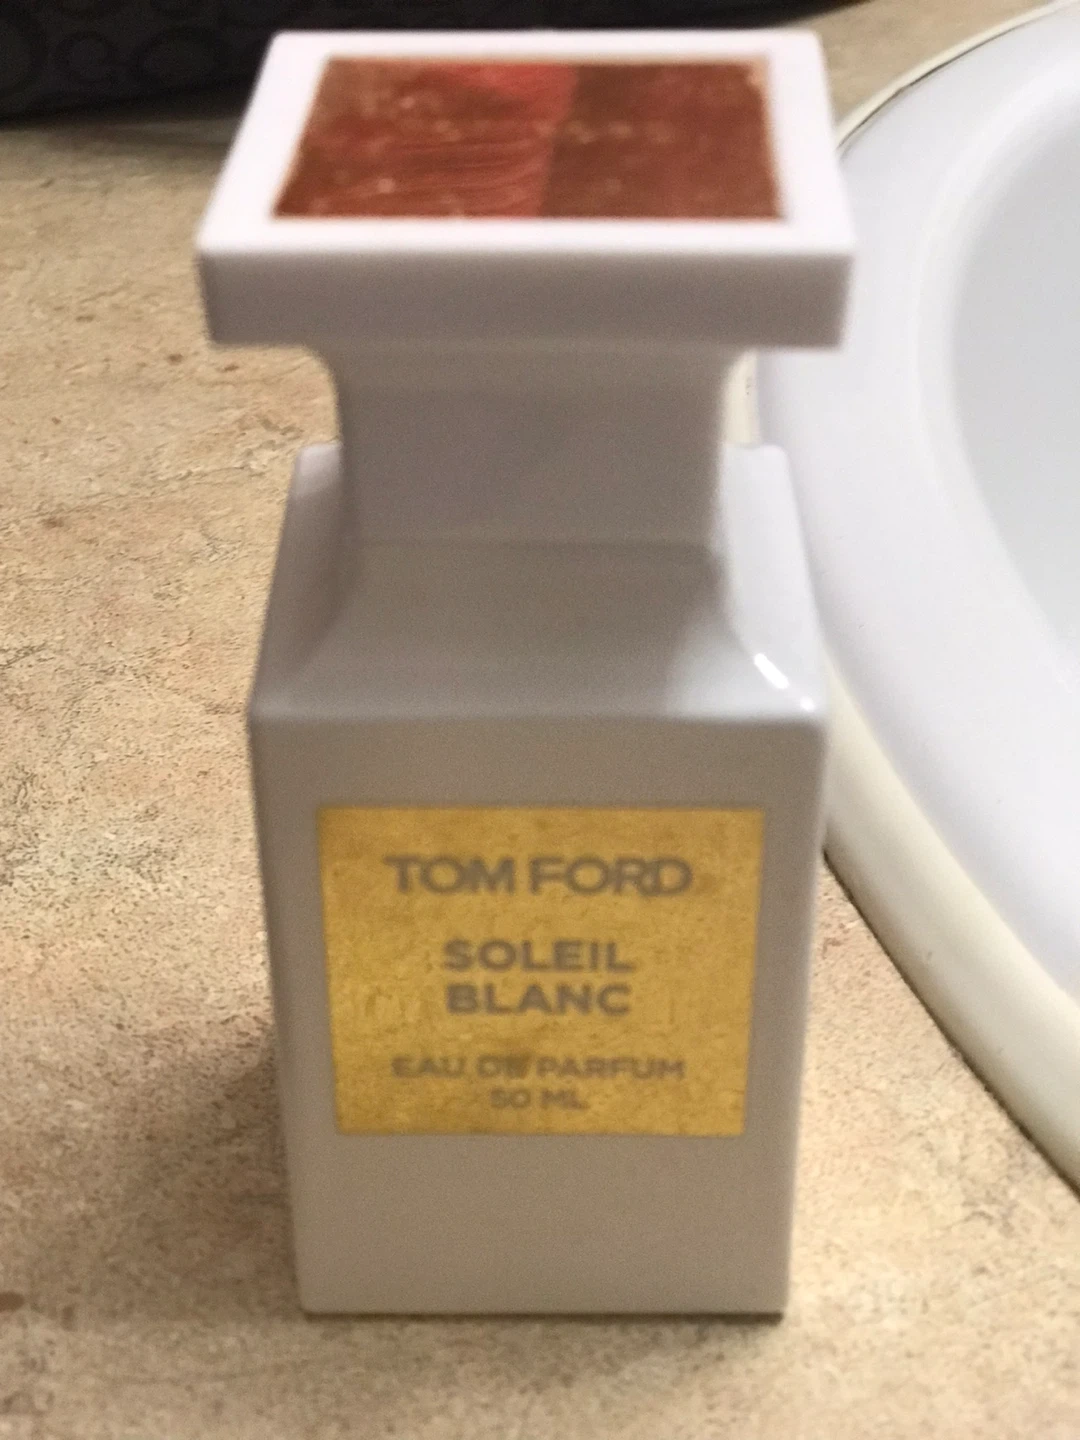 TOM FORD
SOLEIL
BLANC
EAU DE PARFUM
50 ML